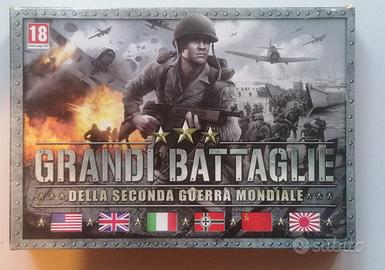 18
GRANDI BATTAGLIE
DELLA SECONDA GUERRA MONDIALE
Subito